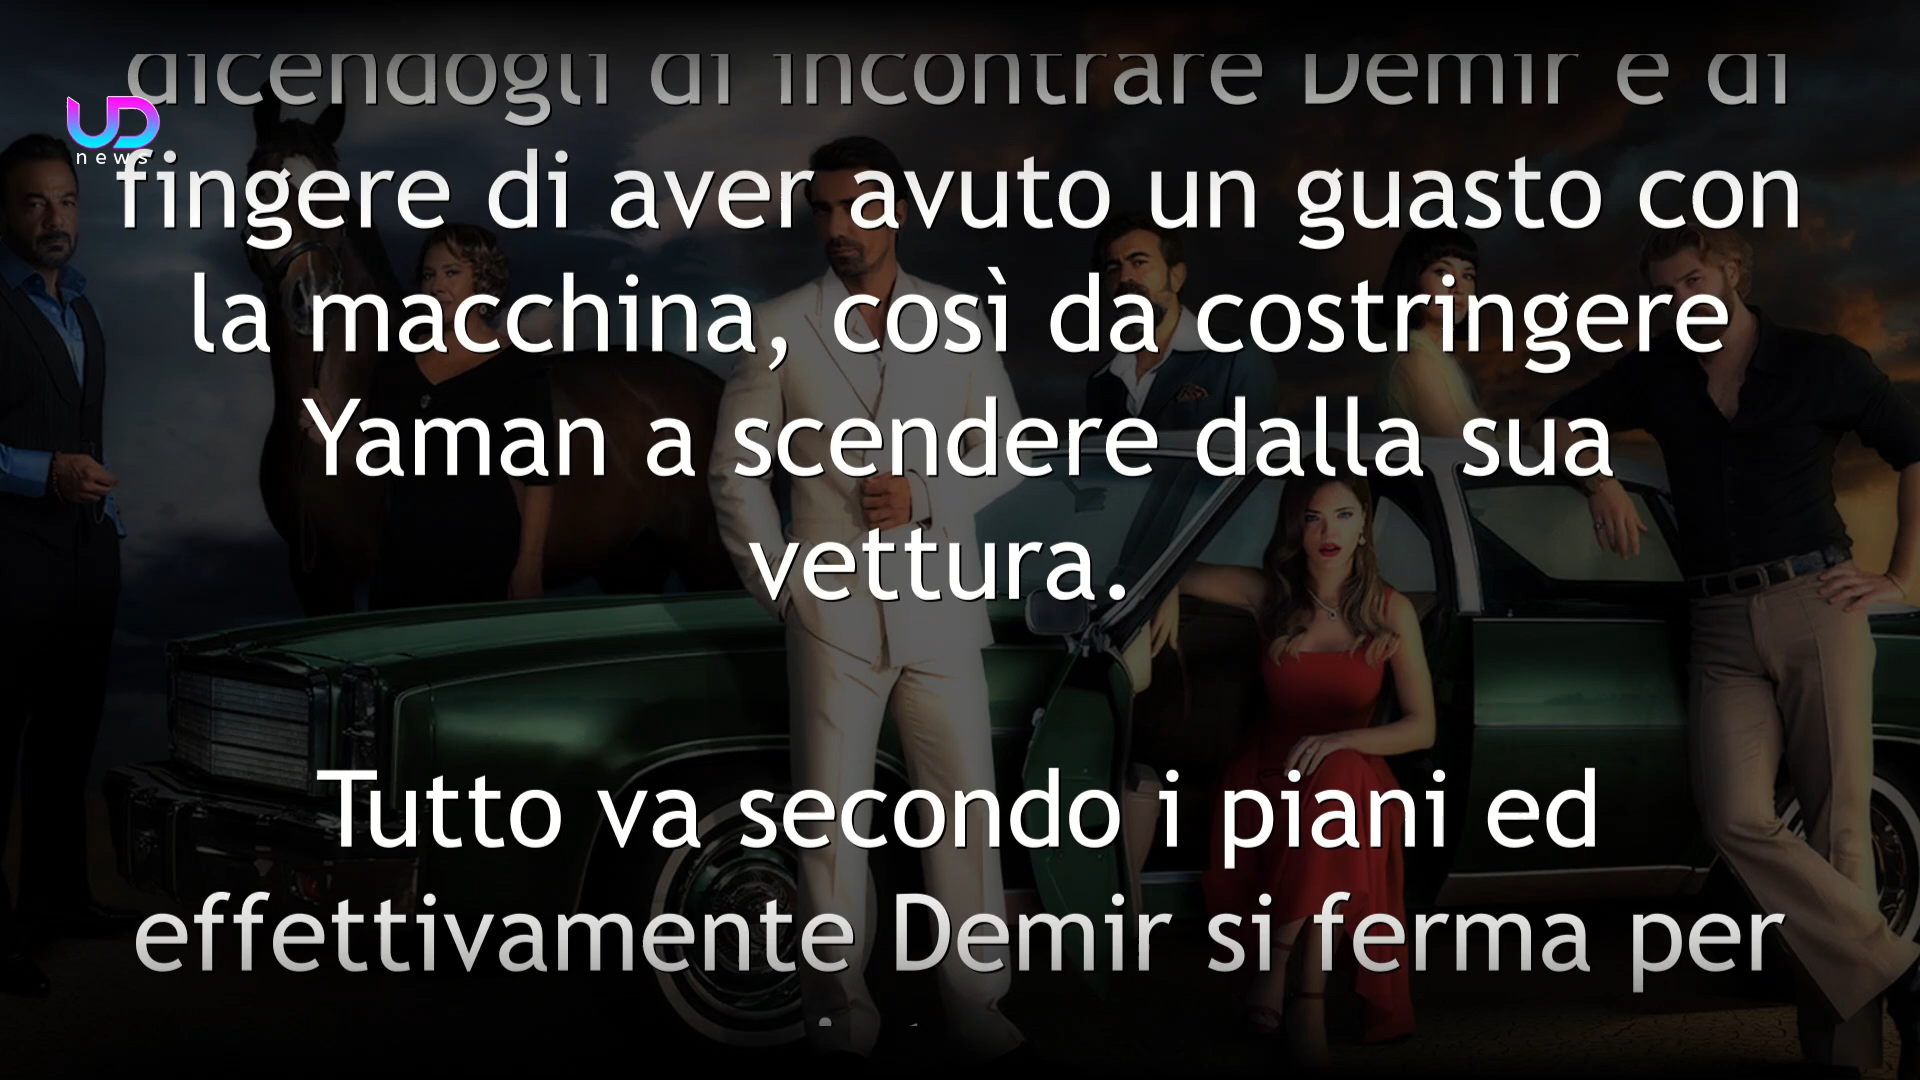 UD
news
dicendogli di incontrare Demir e di
fingere di aver avuto un guasto con
la macchina, così da costringere
Yaman a scendere dalla sua
vettura.
Tutto va secondo i piani ed
effettivamente Demir si ferma per